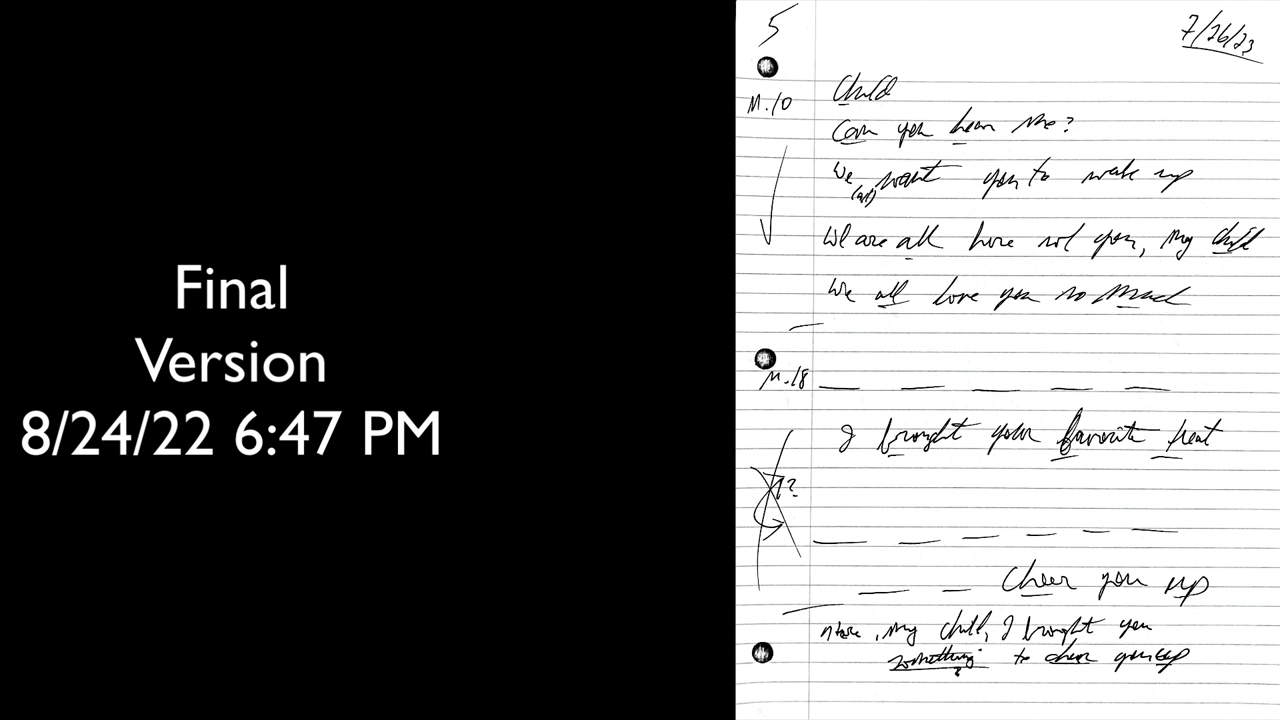 Final
Version
8/24/22 6:47 PM
5
7/26/23
M.10
Child
Can you hear me?
We want you to wake up
(all)
We are all here you, my child
We all love you so much
M.18
I brought your favorite treat
?
cheer you up
, my child, I brought you
something to cheer you up
?